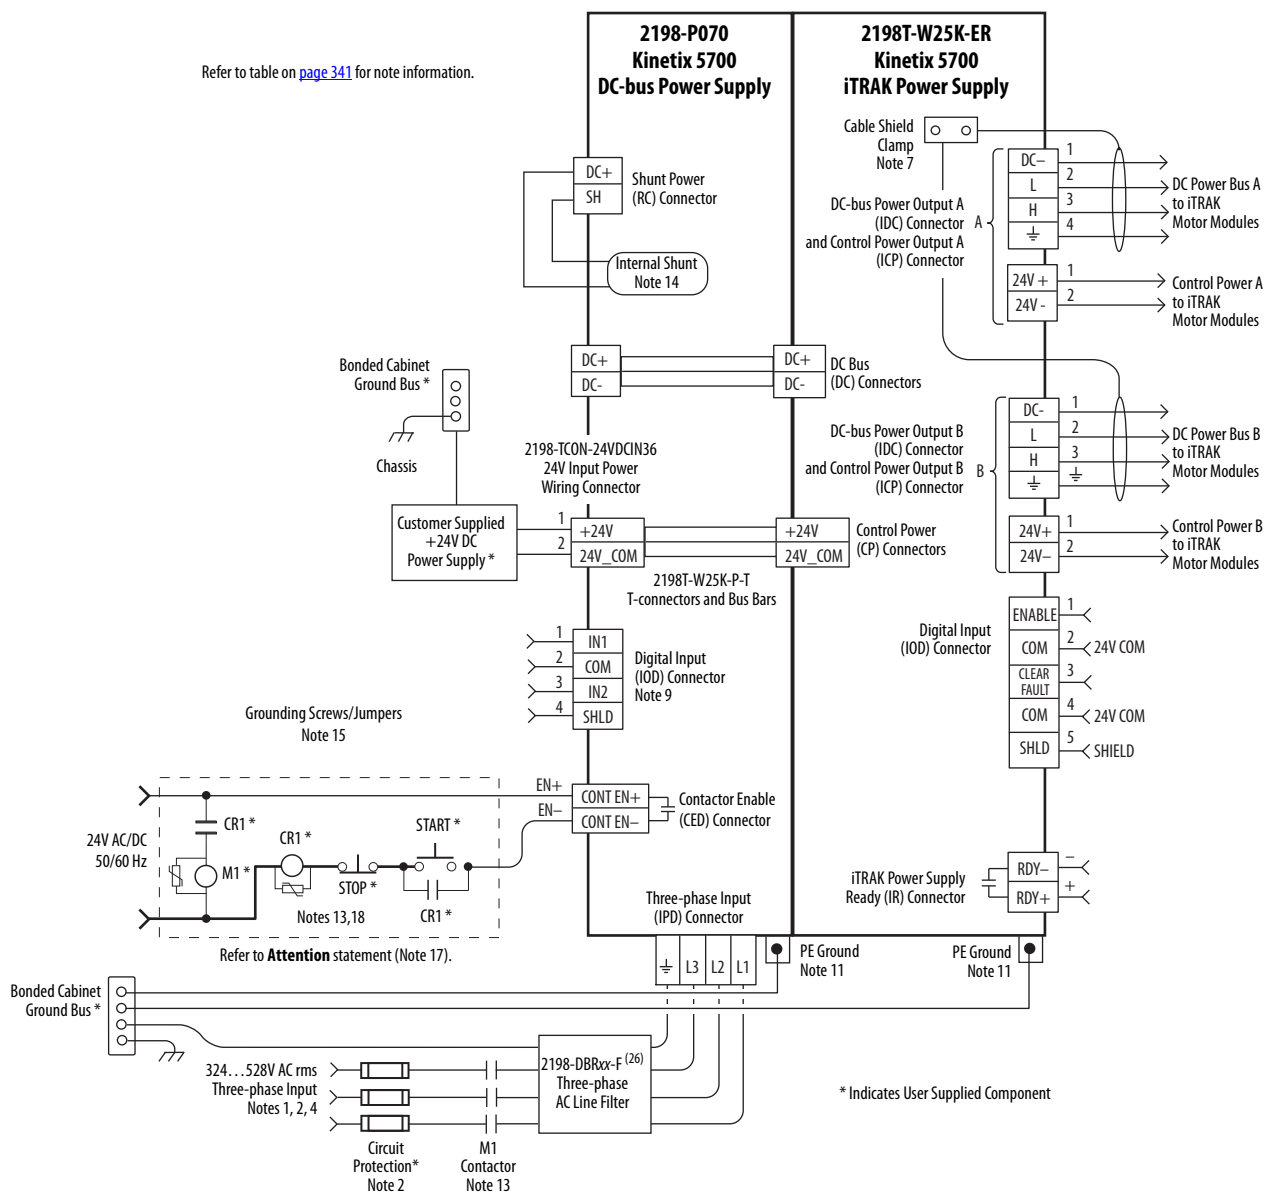 2198-P070
Kinetix 5700
DC-bus Power Supply
2198T-W25K-ER
Kinetix 5700
iTRAK Power Supply
Refer to table on page 341 for note information.
Cable Shield
Clamp
Note 7
DC+
SH
Shunt Power
(RC) Connector
Internal Shunt
Note 14
DC-bus Power Output A
(IDC) Connector
and Control Power Output A
(ICP) Connector
A
DC– 1
L 2
H 3
4
DC Power Bus A
to iTRAK
Motor Modules
24V + 1
24V - 2
Control Power A
to iTRAK
Motor Modules
Bonded Cabinet
Ground Bus *
Chassis
DC+
DC-
DC+
DC-
DC Bus
(DC) Connectors
2198-TCON-24VDCIN36
24V Input Power
Wiring Connector
DC-bus Power Output B
(IDC) Connector
and Control Power Output B
(ICP) Connector
B
DC- 1
L 2
H 3
DC Power Bus B
to iTRAK
Motor Modules
Customer Supplied
+24V DC
Power Supply *
1 +24V
2 24V_COM
+24V
24V_COM
Control Power
(CP) Connectors
2198T-W25K-P-T
T-connectors and Bus Bars
24V+ 1
24V– 2
Control Power B
to iTRAK
Motor Modules
1 IN1
2 COM
3 IN2
4 SHLD
Digital Input
(IOD) Connector
Note 9
Digital Input
(IOD) Connector
ENABLE 1
COM 2 24V COM
CLEAR
FAULT 3
COM 4 24V COM
SHLD 5 SHIELD
Grounding Screws/Jumpers
Note 15
EN+ CONT EN+
EN– CONT EN–
Contactor Enable
(CED) Connector
24V AC/DC
50/60 Hz
CR1 *
M1 *
CR1 *
STOP *
START *
CR1 *
Notes 13,18
Refer to Attention statement (Note 17).
iTRAK Power Supply
Ready (IR) Connector
RDY– –
RDY+ +
Three-phase Input
(IPD) Connector
L3 L2 L1
PE Ground
Note 11
PE Ground
Note 11
Bonded Cabinet
Ground Bus *
324…528V AC rms
Three-phase Input
Notes 1, 2, 4
2198-DBRxx-F (26)
Three-phase
AC Line Filter
Circuit
Protection*
Note 2
M1
Contactor
Note 13
* Indicates User Supplied Component